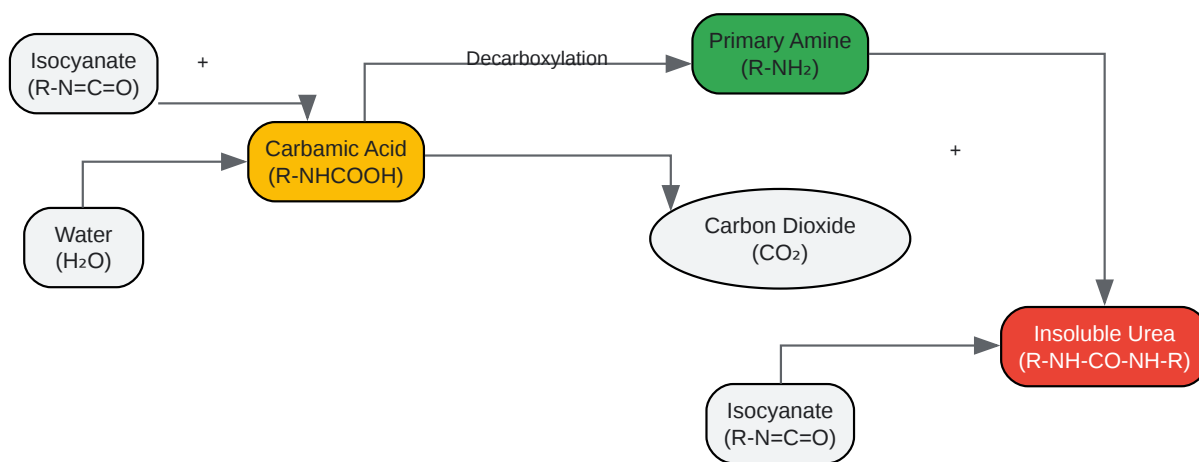 Isocyanate
(R-N=C=O)
+
Decarboxylation
Primary Amine
(R-NH₂)
Carbamic Acid
(R-NHCOOH)
+
Water
(H₂O)
Carbon Dioxide
(CO₂)
Insoluble Urea
(R-NH-CO-NH-R)
Isocyanate
(R-N=C=O)